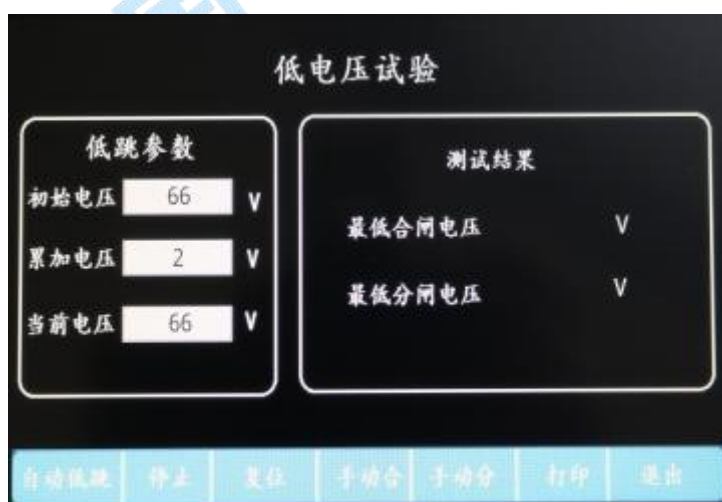 低电压试验
低跳参数
初始电压 66 V
累加电压 2 V
当前电压 66 V
测试结果
最低合闸电压 V
最低分闸电压 V
自动低跳 停止 复位 手动合 手动分 打印 退出